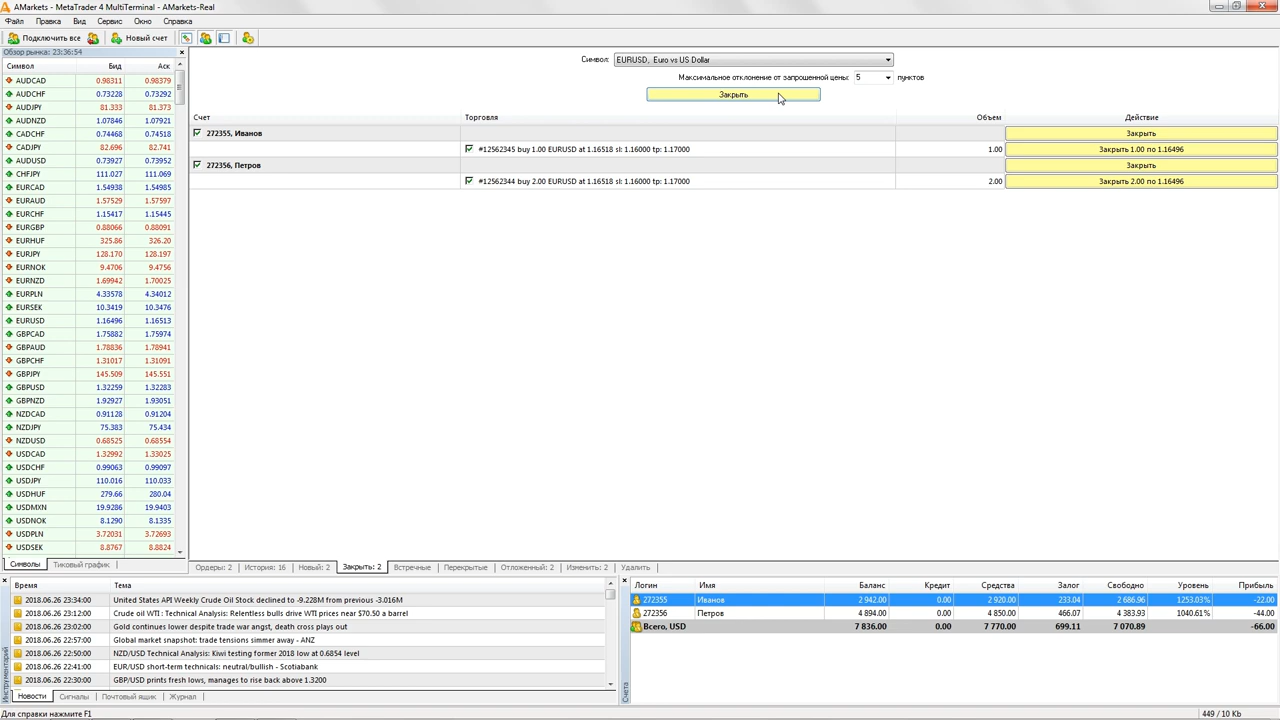 AMarkets - MetaTrader 4 MultiTerminal - AMarkets-Real
Файл Правка Вид Сервис Окно Справка
Подключить все Новый счет
Обзор рынка: 23:36:54
Символ Бид Аск
AUDCAD 0.98311 0.98379
AUDCHF 0.73228 0.73292
AUDJPY 81.333 81.373
AUDNZD 1.07846 1.07921
CADCHF 0.74468 0.74518
CADJPY 82.696 82.741
AUDUSD 0.73927 0.73952
CHFJPY 111.027 111.069
EURCAD 1.54938 1.54985
EURAUD 1.57529 1.57597
EURCHF 1.15417 1.15445
EURGBP 0.88066 0.88091
EURHUF 325.86 326.20
EURJPY 128.170 128.197
EURNOK 9.4706 9.4756
EURNZD 1.69942 1.70025
EURPLN 4.33578 4.34012
EURSEK 10.3419 10.3476
EURUSD 1.16496 1.16513
GBPCAD 1.75882 1.75974
GBPAUD 1.78836 1.78941
GBPCHF 1.31017 1.31091
GBPJPY 145.509 145.551
GBPUSD 1.32259 1.32283
GBPNZD 1.92927 1.93051
NZDCAD 0.91128 0.91204
NZDJPY 75.383 75.434
NZDUSD 0.68525 0.68554
USDCAD 1.32992 1.33025
USDCHF 0.99063 0.99097
USDJPY 110.016 110.033
USDHUF 279.66 280.04
USDMXN 19.9286 19.9403
USDNOK 8.1290 8.1335
USDPLN 3.72031 3.72693
USDSEK 8.8767 8.8824
Символы Тиковый график
Символ: EURUSD, Euro vs US Dollar
Максимальное отклонение от запрошенной цены: 5 пунктов
Закрыть
Счет Торговля Объем Действие
272355, Иванов Закрыть
#12562345 buy 1.00 EURUSD at 1.16518 sl: 1.16000 tp: 1.17000 1.00 Закрыть 1.00 по 1.16496
272356, Петров Закрыть
#12562344 buy 2.00 EURUSD at 1.16518 sl: 1.16000 tp: 1.17000 2.00 Закрыть 2.00 по 1.16496
Ордеры: 2 История: 16 Новый: 2 Закрыть: 2 Встречные Перекрытые Отложенный: 2 Изменить: 2 Удалить
Время Тема
2018.06.26 23:34:00 United States API Weekly Crude Oil Stock declined to -9.228M from previous -3.016M
2018.06.26 23:12:00 Crude oil WTI : Technical Analysis: Relentless bulls drive WTI prices near $70.50 a barrel
2018.06.26 23:02:00 Gold continues lower despite trade war angst, death cross plays out
2018.06.26 22:57:00 Global market snapshot: trade tensions simmer away - ANZ
2018.06.26 22:50:00 NZD/USD Technical Analysis: Kiwi testing former 2018 low at 0.6854 level
2018.06.26 22:41:00 EUR/USD short-term technicals: neutral/bullish - Scotiabank
2018.06.26 22:30:00 GBP/USD prints fresh lows, manages to rise back above 1.3200
Новости Сигналы Почтовый ящик Журнал
Инструментарий
Логин Имя Баланс Кредит Средства Залог Свободно Уровень Прибыль
272355 Иванов 2 942.00 0.00 2 920.00 233.04 2 686.96 1253.03% -22.00
272356 Петров 4 894.00 0.00 4 850.00 466.07 4 383.93 1040.61% -44.00
Всего, USD 7 836.00 0.00 7 770.00 699.11 7 070.89 -66.00
Счета
Для справки нажмите F1
449 / 10 Kb